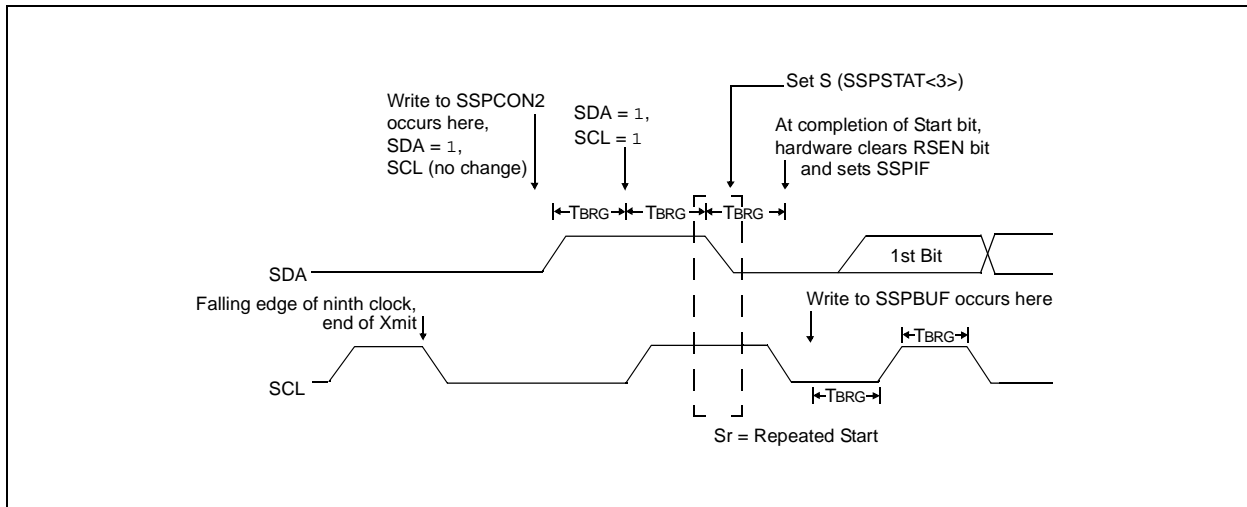 Set S (SSPSTAT<3>)
Write to SSPCON2
occurs here,
SDA = 1,
SCL (no change)
SDA = 1,
SCL = 1
At completion of Start bit,
hardware clears RSEN bit
and sets SSPIF
TBRG
TBRG
TBRG
SDA
1st Bit
Falling edge of ninth clock,
end of Xmit
Write to SSPBUF occurs here
TBRG
SCL
TBRG
Sr = Repeated Start